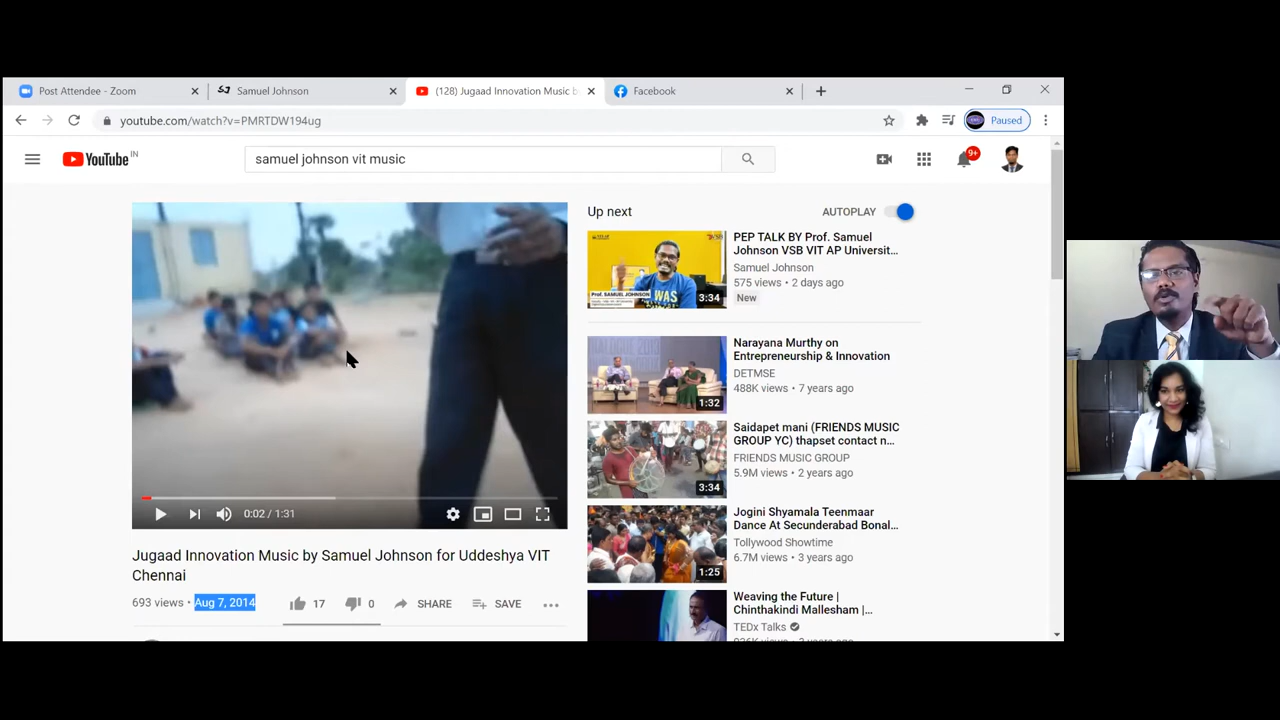 Post Attendee - Zoom
Samuel Johnson
(128) Jugaad Innovation Music b
Facebook
youtube.com/watch?v=PMRTDW194ug
Paused
YouTube IN
samuel johnson vit music
9+
Up next
AUTOPLAY
PEP TALK BY Prof. Samuel
Johnson VSB VIT AP Universit...
Samuel Johnson
575 views • 2 days ago
New
Prof. SAMUEL JOHNSON
I WAS
3:34
Narayana Murthy on
Entrepreneurship & Innovation
DETMSE
488K views • 7 years ago
1:32
Saidapet mani (FRIENDS MUSIC
GROUP YC) thapset contact n...
FRIENDS MUSIC GROUP
5.9M views • 2 years ago
3:34
Jogini Shyamala Teenmaar
Dance At Secunderabad Bonal...
Tollywood Showtime
6.7M views • 3 years ago
1:25
Weaving the Future |
Chinthakindi Mallesham |...
TEDx Talks
0:02 / 1:31
Jugaad Innovation Music by Samuel Johnson for Uddeshya VIT
Chennai
693 views • Aug 7, 2014
17
0
SHARE
SAVE